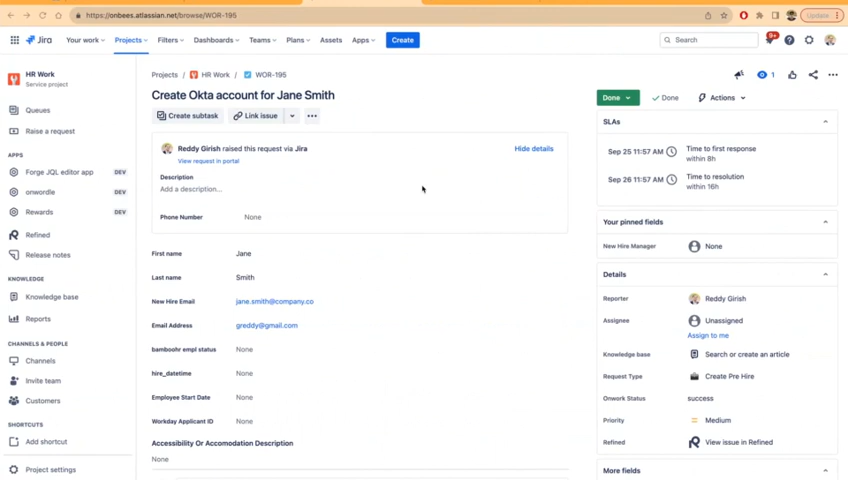 https://onbees.atlassian.net/browse/WOR-195
Update
Jira
Your work
Projects
Filters
Dashboards
Teams
Plans
Assets
Apps
Create
Search
9+
HR Work
Service project
Queues
Raise a request
APPS
Forge JQL editor app DEV
onwordle DEV
Rewards DEV
Refined
Release notes
KNOWLEDGE
Knowledge base
Reports
CHANNELS & PEOPLE
Channels
Invite team
Customers
SHORTCUTS
Add shortcut
Project settings
Projects / HR Work / WOR-195
Create Okta account for Jane Smith
Create subtask
Link issue
Reddy Girish raised this request via Jira
Hide details
View request in portal
Description
Add a description...
Phone Number None
First name Jane
Last name Smith
New Hire Email jane.smith@company.co
Email Address greddy@gmail.com
bamboohr empl status None
hire_datetime None
Employee Start Date None
Workday Applicant ID None
Accessibility Or Accomodation Description
None
1
Done
Done
Actions
SLAs
Sep 25 11:57 AM Time to first response
within 8h
Sep 26 11:57 AM Time to resolution
within 16h
Your pinned fields
New Hire Manager None
Details
Reporter Reddy Girish
Assignee Unassigned
Assign to me
Knowledge base Search or create an article
Request Type Create Pre Hire
Onwork Status success
Priority Medium
Refined View issue in Refined
More fields